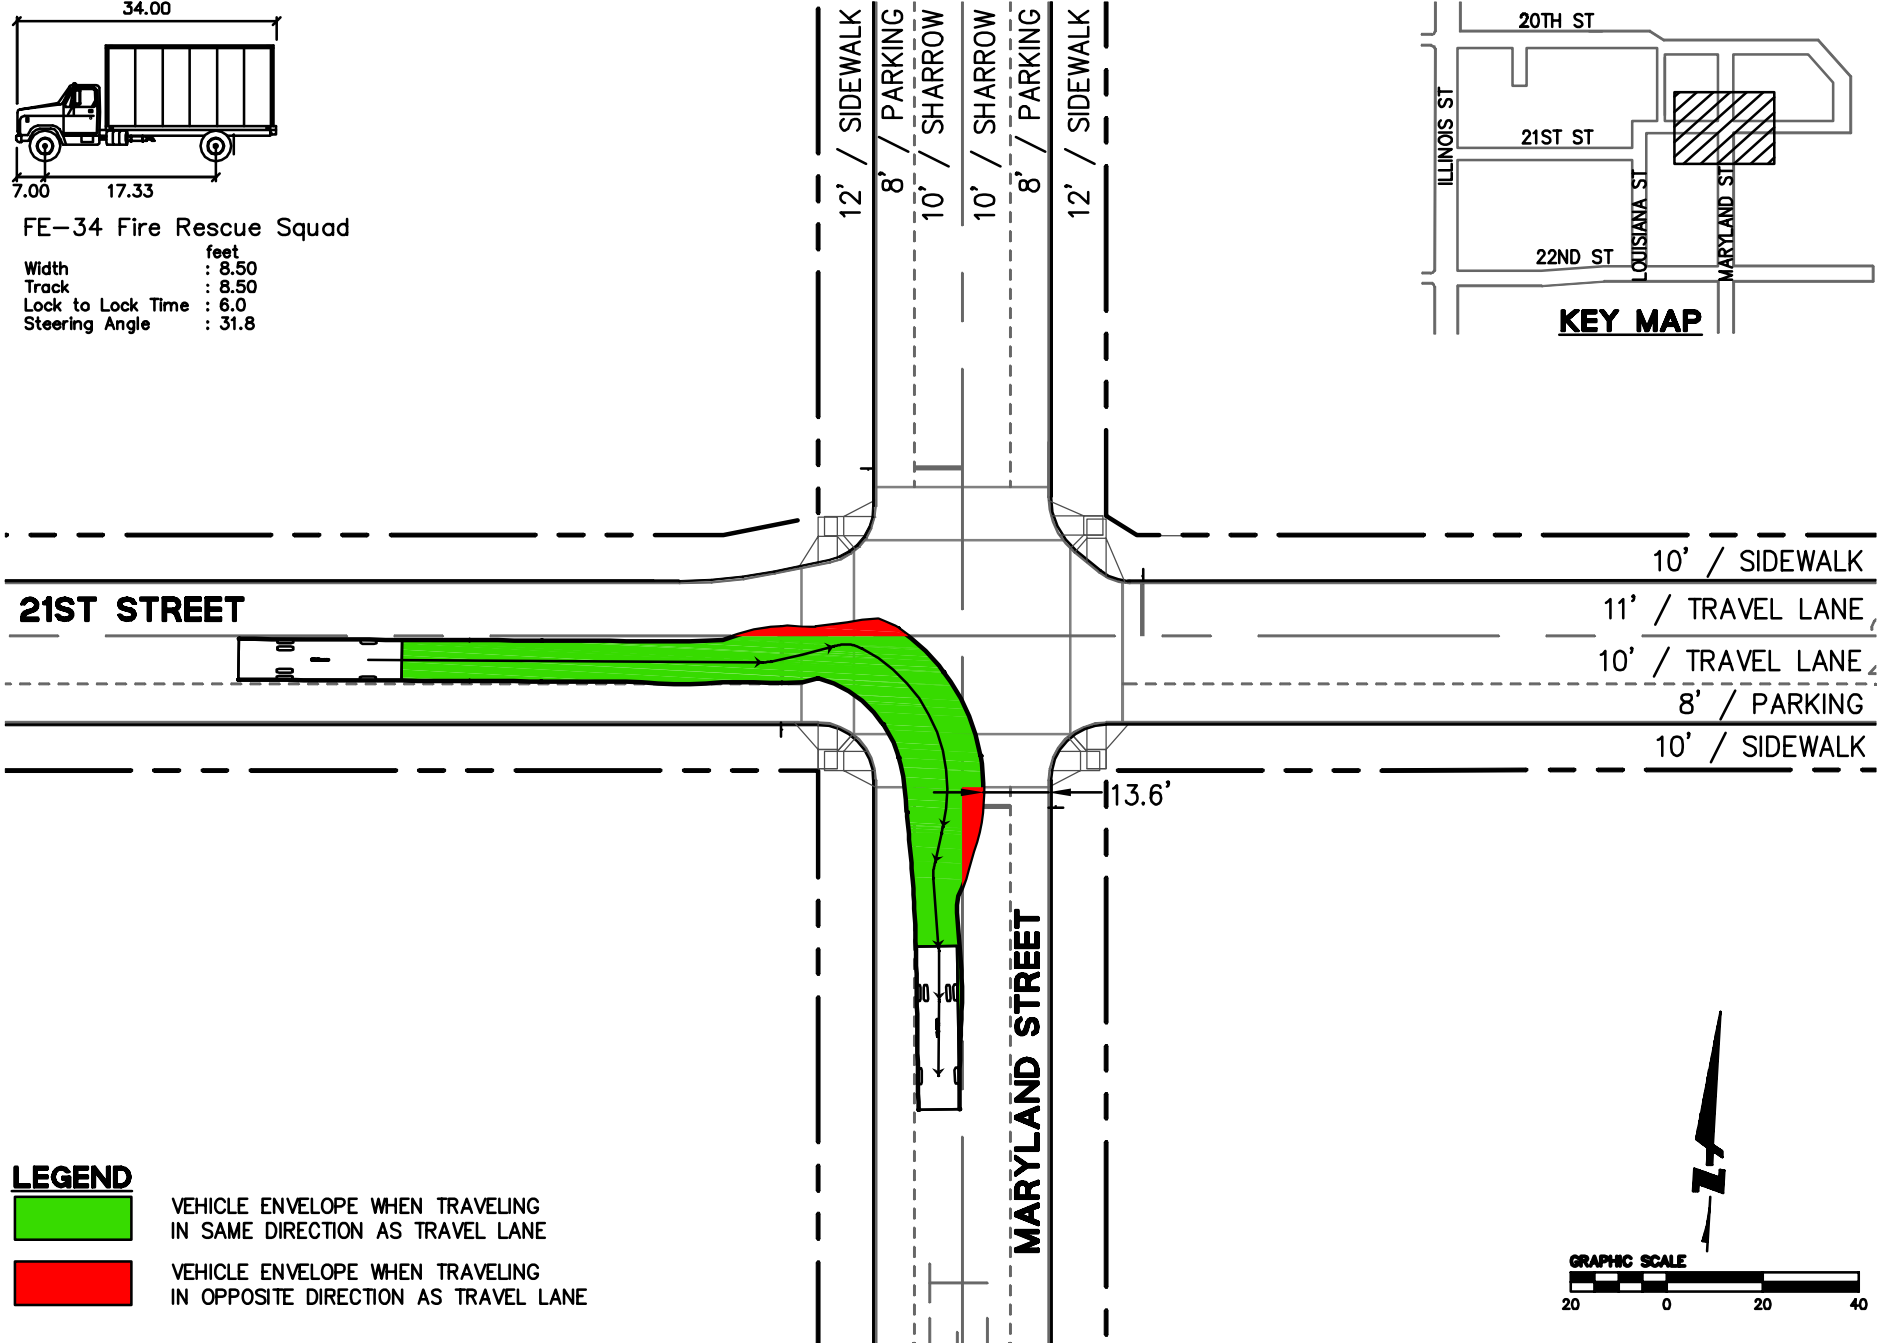 34.00
7.00
17.33
FE-34 Fire Rescue Squad
feet
Width : 8.50
Track : 8.50
Lock to Lock Time : 6.0
Steering Angle : 31.8
12' / SIDEWALK
8' / PARKING
10' / SHARROW
10' / SHARROW
8' / PARKING
12' / SIDEWALK
20TH ST
ILLINOIS ST
21ST ST
LOUISIANA ST
MARYLAND ST
22ND ST
KEY MAP
21ST STREET
10' / SIDEWALK
11' / TRAVEL LANE
10' / TRAVEL LANE
8' / PARKING
10' / SIDEWALK
13.6'
MARYLAND STREET
LEGEND
VEHICLE ENVELOPE WHEN TRAVELING
IN SAME DIRECTION AS TRAVEL LANE
VEHICLE ENVELOPE WHEN TRAVELING
IN OPPOSITE DIRECTION AS TRAVEL LANE
Z
GRAPHIC SCALE
20 0 20 40